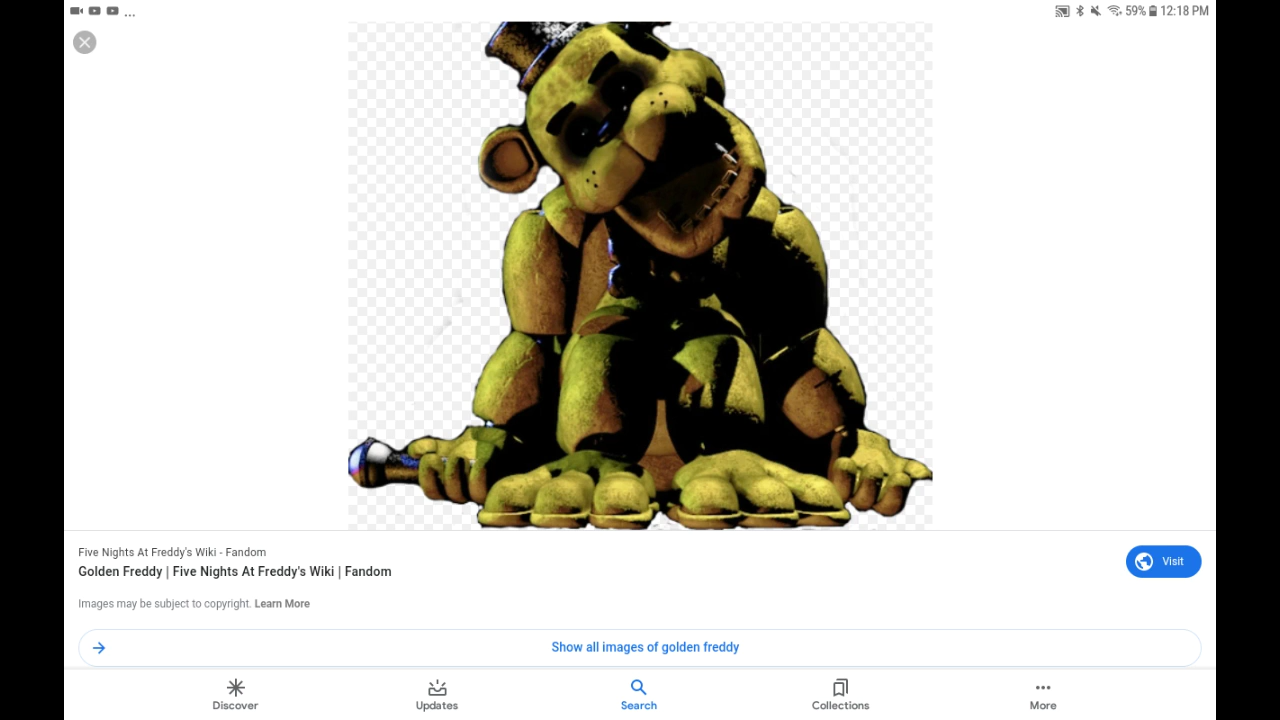 ... 59% 12:18 PM
Five Nights At Freddy's Wiki - Fandom
Golden Freddy | Five Nights At Freddy's Wiki | Fandom
Visit
Images may be subject to copyright. Learn More
Show all images of golden freddy
Discover Updates Search Collections More